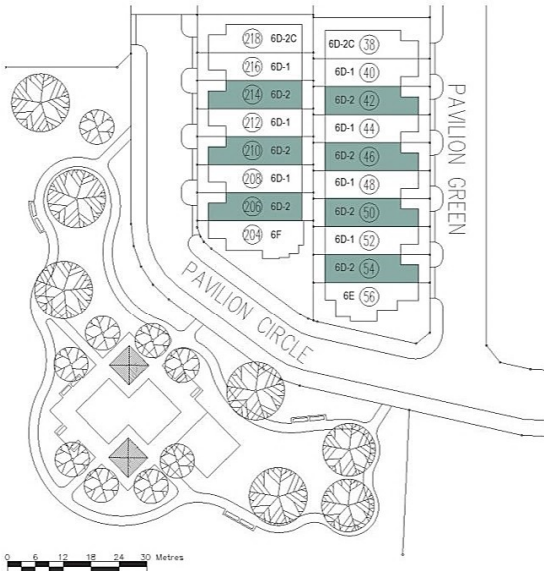 218 6D-2C
216 6D-1
214 6D-2
212 6D-1
210 6D-2
208 6D-1
206 6D-2
204 6F
6D-2C 38
6D-1 40
6D-2 42
6D-1 44
6D-2 46
6D-1 48
6D-2 50
6D-1 52
6D-2 54
6E 56
PAVILION GREEN
PAVILION CIRCLE
0 6 12 18 24 30 Metres